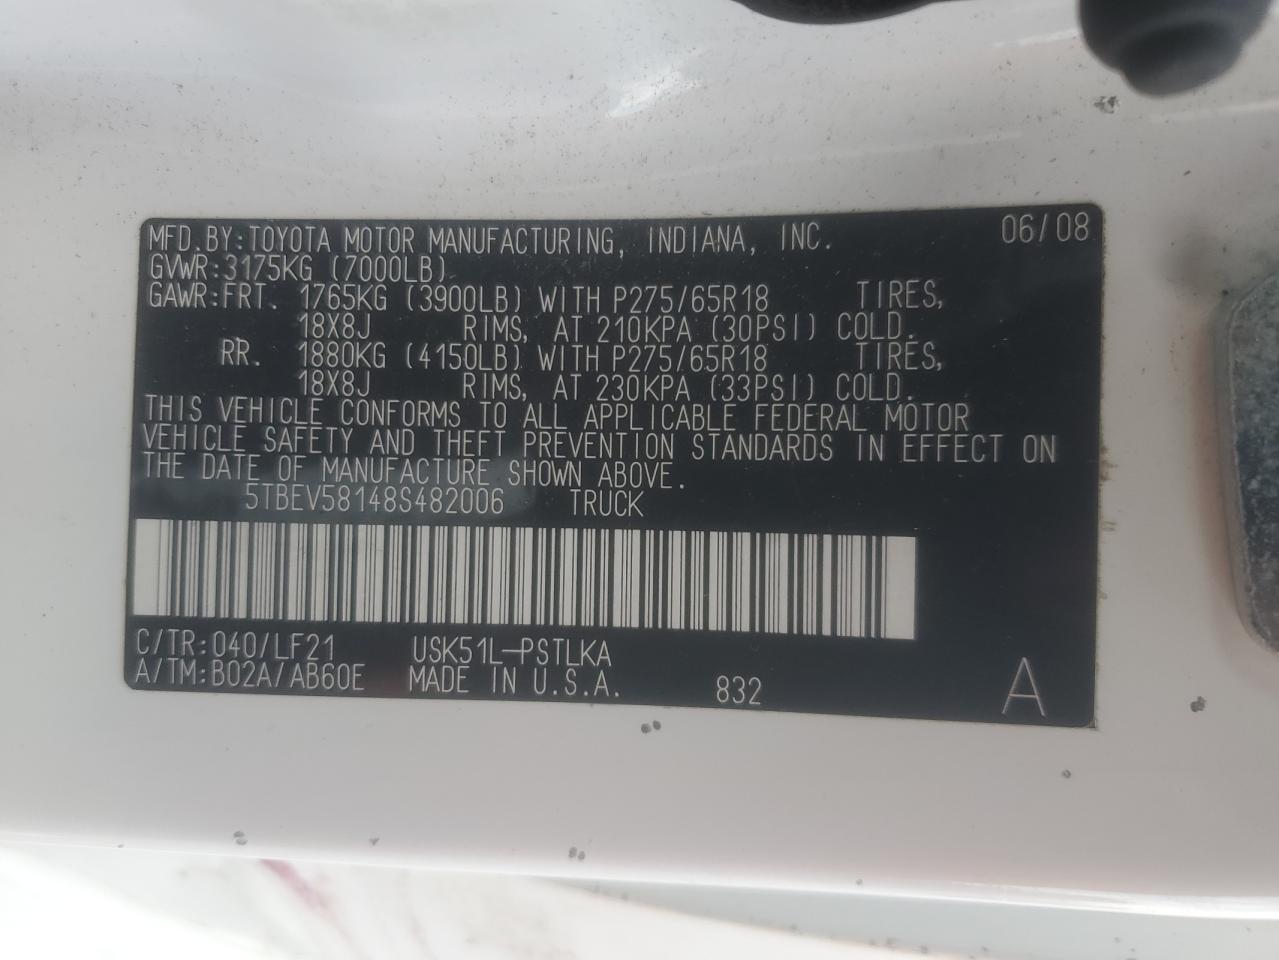 MFD.BY:TOYOTA MOTOR MANUFACTURING, INDIANA, INC. 06/08
GVWR:3175KG (7000LB)
GAWR:FRT. 1765KG (3900LB) WITH P275/65R18 TIRES,
18X8J RIMS, AT 210KPA (30PSI) COLD.
RR. 1880KG (4150LB) WITH P275/65R18 TIRES,
18X8J RIMS, AT 230KPA (33PSI) COLD.
THIS VEHICLE CONFORMS TO ALL APPLICABLE FEDERAL MOTOR
VEHICLE SAFETY AND THEFT PREVENTION STANDARDS IN EFFECT ON
THE DATE OF MANUFACTURE SHOWN ABOVE.
5TBEV58148S482006 TRUCK
C/TR:040/LF21 USK51L-PSTLKA
A/TM:B02A/AB60E MADE IN U.S.A. 832 A